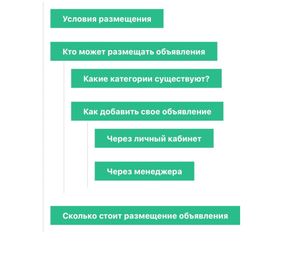 Условия размещения
Кто может размещать объявления
Какие категории существуют?
Как добавить свое объявление
Через личный кабинет
Через менеджера
Сколько стоит размещение объявления